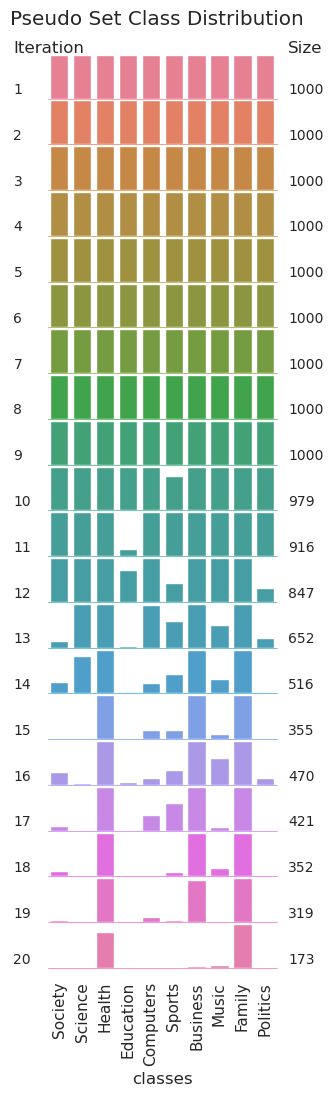 Pseudo Set Class Distribution
Iteration Size
1 1000
2 1000
3 1000
4 1000
5 1000
6 1000
7 1000
8 1000
9 1000
10 979
11 916
12 847
13 652
14 516
15 355
16 470
17 421
18 352
19 319
20 173
Society
Science
Health
Education
Computers
Sports
Business
Music
Family
Politics
classes